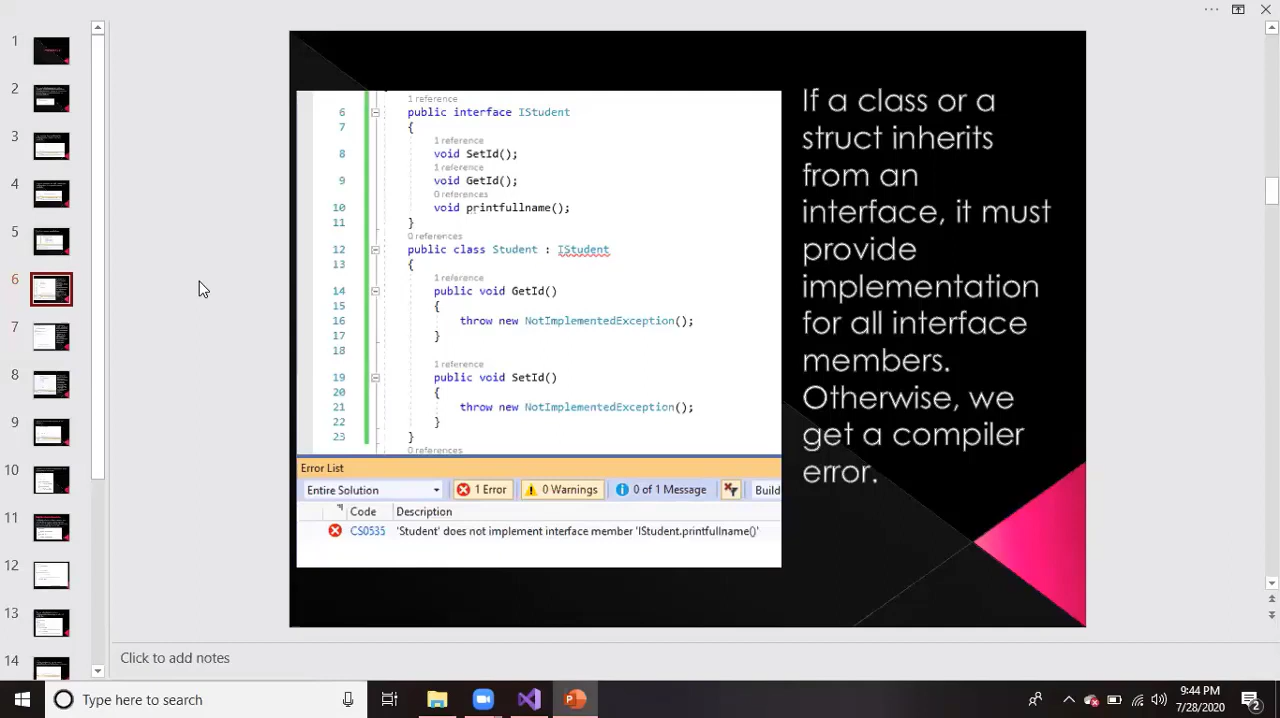 1
2
3
4
5
6
7
8
9
10
11
12
13
14
1 reference
6 public interface IStudent
7 {
1 reference
8 void SetId();
1 reference
9 void GetId();
0 references
10 void printfullname();
11 }
0 references
12 public class Student : IStudent
13 {
1 reference
14 public void GetId()
15 {
16 throw new NotImplementedException();
17 }
18
1 reference
19 public void SetId()
20 {
21 throw new NotImplementedException();
22 }
23 }
0 references
Error List
Entire Solution 1 Error 0 Warnings 0 of 1 Message Build
Code Description
CS0535 'Student' does not implement interface member 'IStudent.printfullname()'
If a class or a
struct inherits
from an
interface, it must
provide
implementation
for all interface
members.
Otherwise, we
get a compiler
error.
Click to add notes
Type here to search
9:44 PM
7/28/2020
2